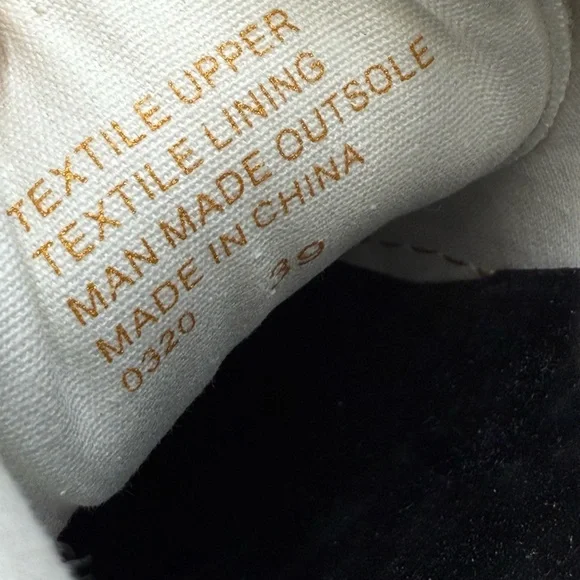 TEXTILE UPPER
TEXTILE LINING
MAN MADE OUTSOLE
MADE IN CHINA
0320 39